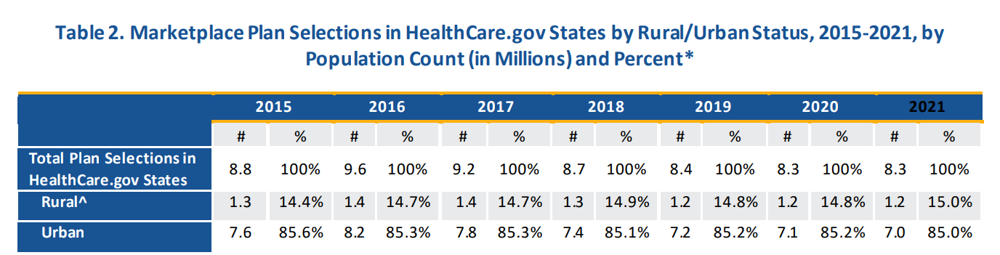 Table 2. Marketplace Plan Selections in HealthCare.gov States by Rural/Urban Status, 2015-2021, by
Population Count (in Millions) and Percent*
2015 2016 2017 2018 2019 2020 2021
# % # % # % # % # % # % # %
Total Plan Selections in
HealthCare.gov States 8.8 100% 9.6 100% 9.2 100% 8.7 100% 8.4 100% 8.3 100% 8.3 100%
Rural^ 1.3 14.4% 1.4 14.7% 1.4 14.7% 1.3 14.9% 1.2 14.8% 1.2 14.8% 1.2 15.0%
Urban 7.6 85.6% 8.2 85.3% 7.8 85.3% 7.4 85.1% 7.2 85.2% 7.1 85.2% 7.0 85.0%